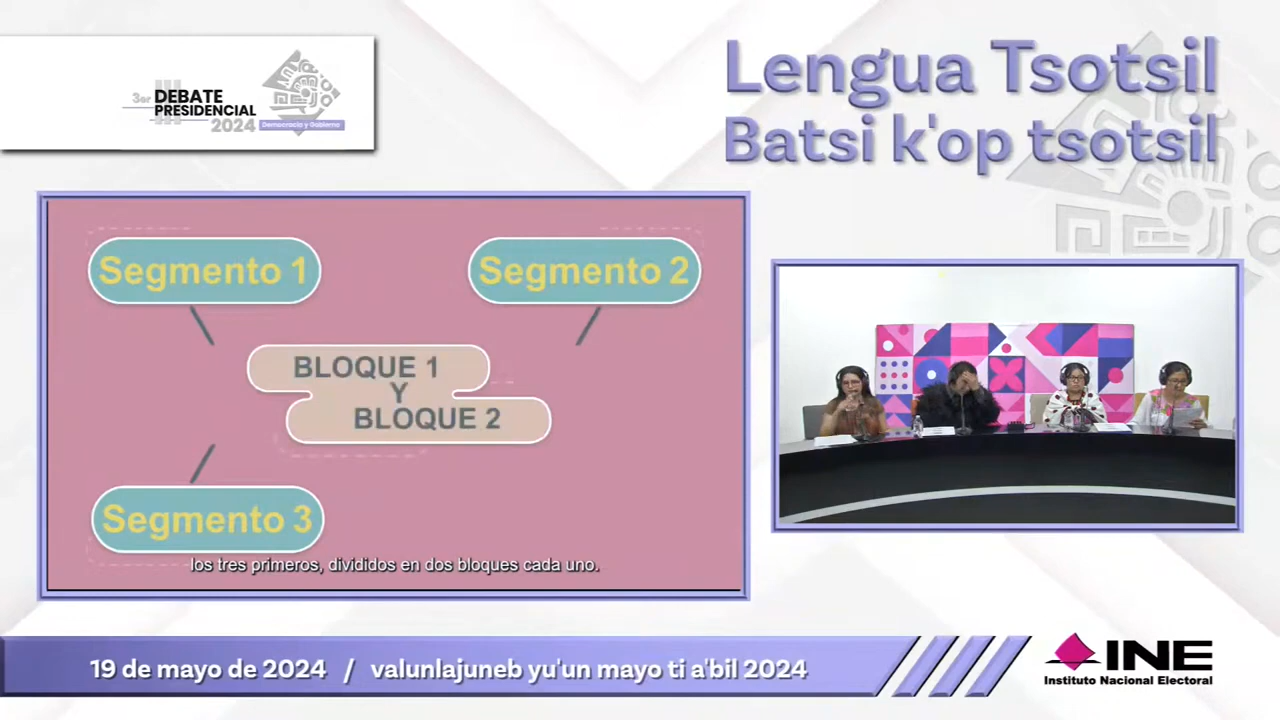 3er DEBATE
PRESIDENCIAL
2024
Democracia y Gobierno
Lengua Tsotsil
Batsi k'op tsotsil
Segmento 1
Segmento 2
BLOQUE 1
Y
BLOQUE 2
Segmento 3
los tres primeros, divididos en dos bloques cada uno.
19 de mayo de 2024 / valunlajuneb yu'un mayo ti a'bil 2024
INE
Instituto Nacional Electoral